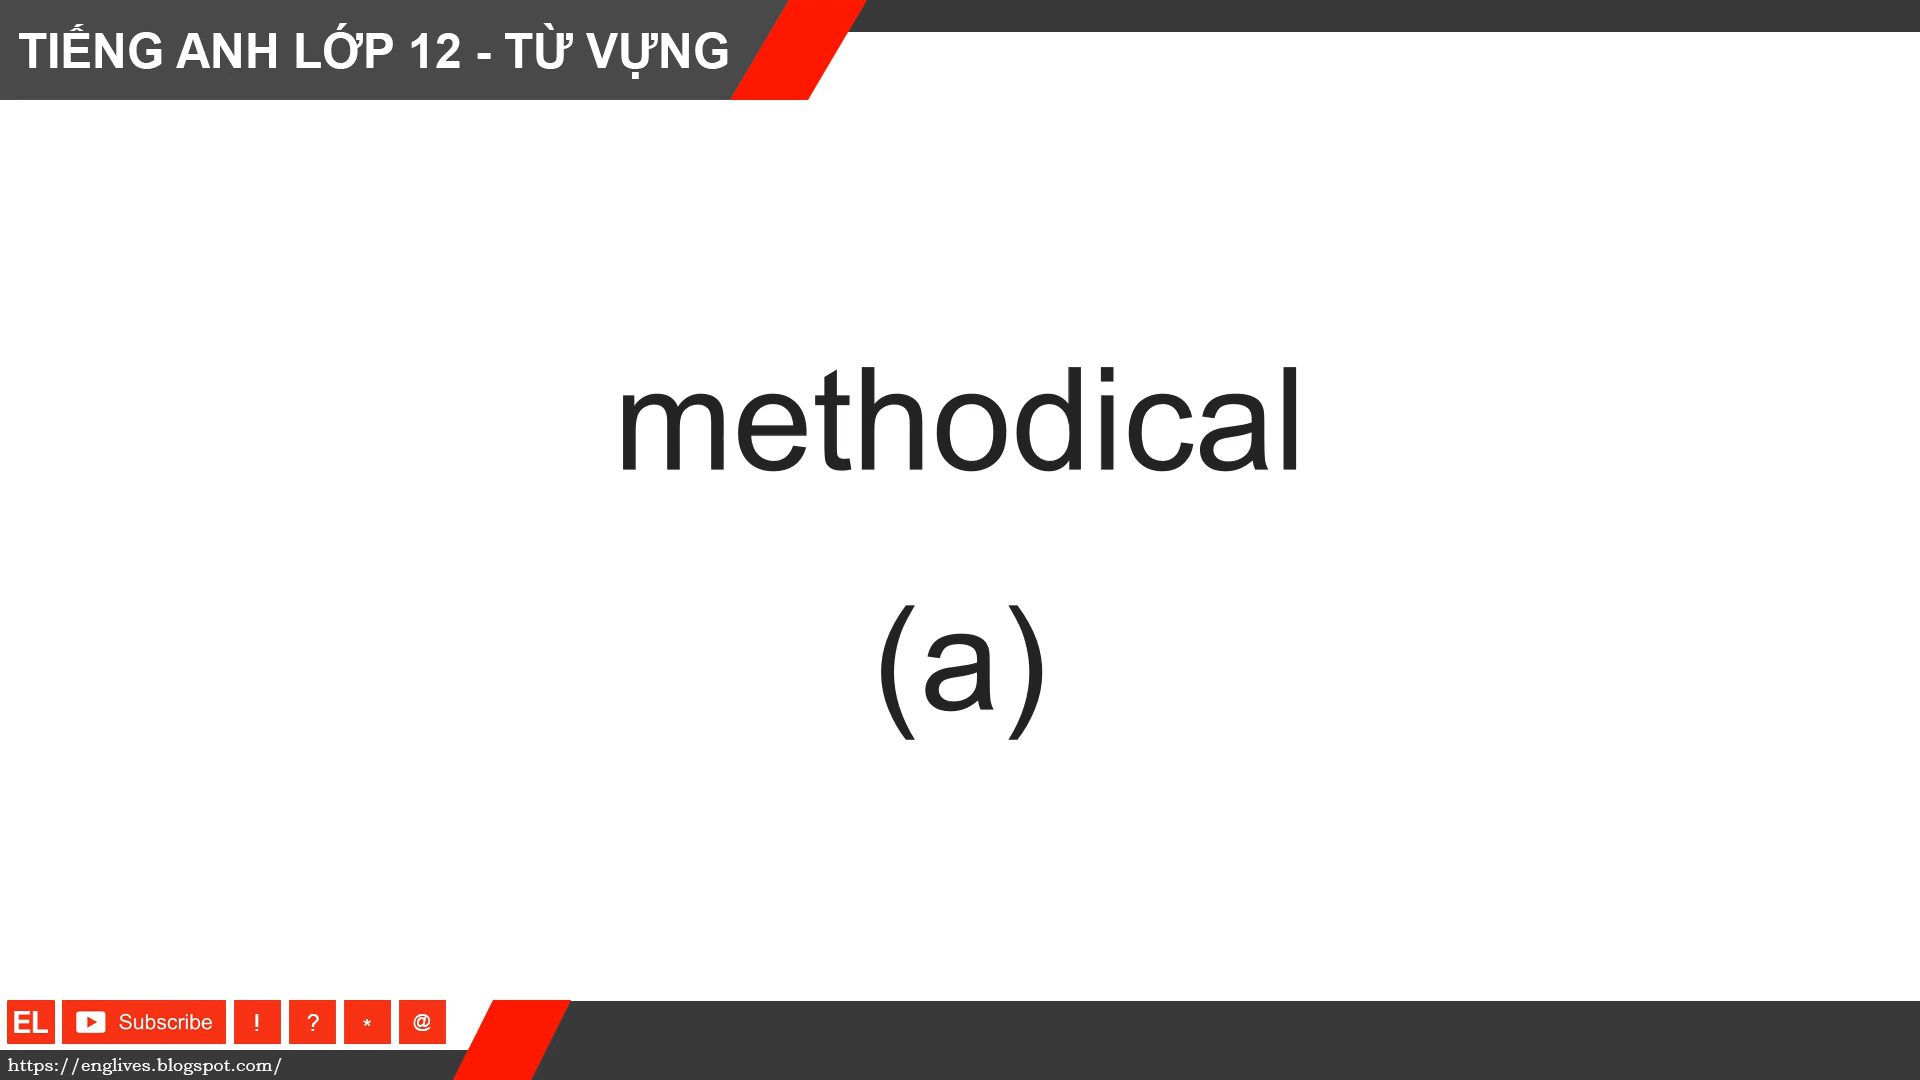 TIẾNG ANH LỚP 12 - TỪ VỰNG
methodical
(a)
EL Subscribe ! ? * @
https://englives.blogspot.com/